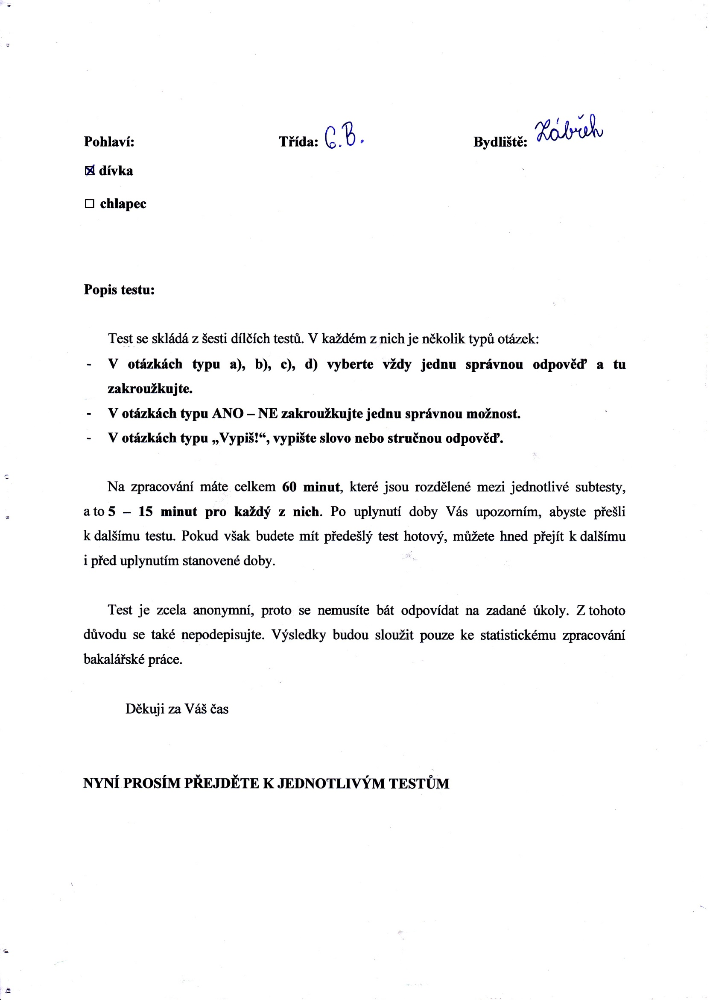 Pohlaví: Třída: 6.B. Bydliště: Zábřeh
☒ dívka
☐ chlapec
Popis testu:
Test se skládá z šesti dílčích testů. V každém z nich je několik typů otázek:
- V otázkách typu a), b), c), d) vyberte vždy jednu správnou odpověď a tu
zakroužkujte.
- V otázkách typu ANO – NE zakroužkujte jednu správnou možnost.
- V otázkách typu „Vypiš!“, vypište slovo nebo stručnou odpověď.
Na zpracování máte celkem 60 minut, které jsou rozdělené mezi jednotlivé subtesty,
a to 5 – 15 minut pro každý z nich. Po uplynutí doby Vás upozorním, abyste přešli
k dalšímu testu. Pokud však budete mít předešlý test hotový, můžete hned přejít k dalšímu
i před uplynutím stanovené doby.
Test je zcela anonymní, proto se nemusíte bát odpovídat na zadané úkoly. Z tohoto
důvodu se také nepodepisujte. Výsledky budou sloužit pouze ke statistickému zpracování
bakalářské práce.
Děkuji za Váš čas
NYNÍ PROSÍM PŘEJDĚTE K JEDNOTLIVÝM TESTŮM